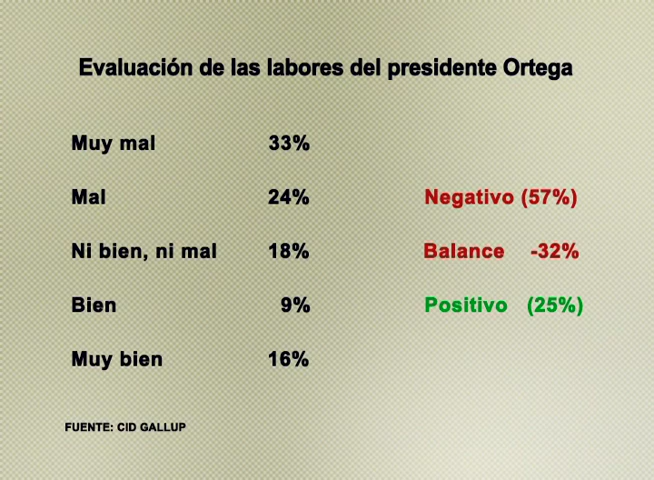 Evaluación de las labores del presidente Ortega
Muy mal 33%
Mal 24% Negativo (57%)
Ni bien, ni mal 18% Balance -32%
Bien 9% Positivo (25%)
Muy bien 16%
FUENTE: CID GALLUP